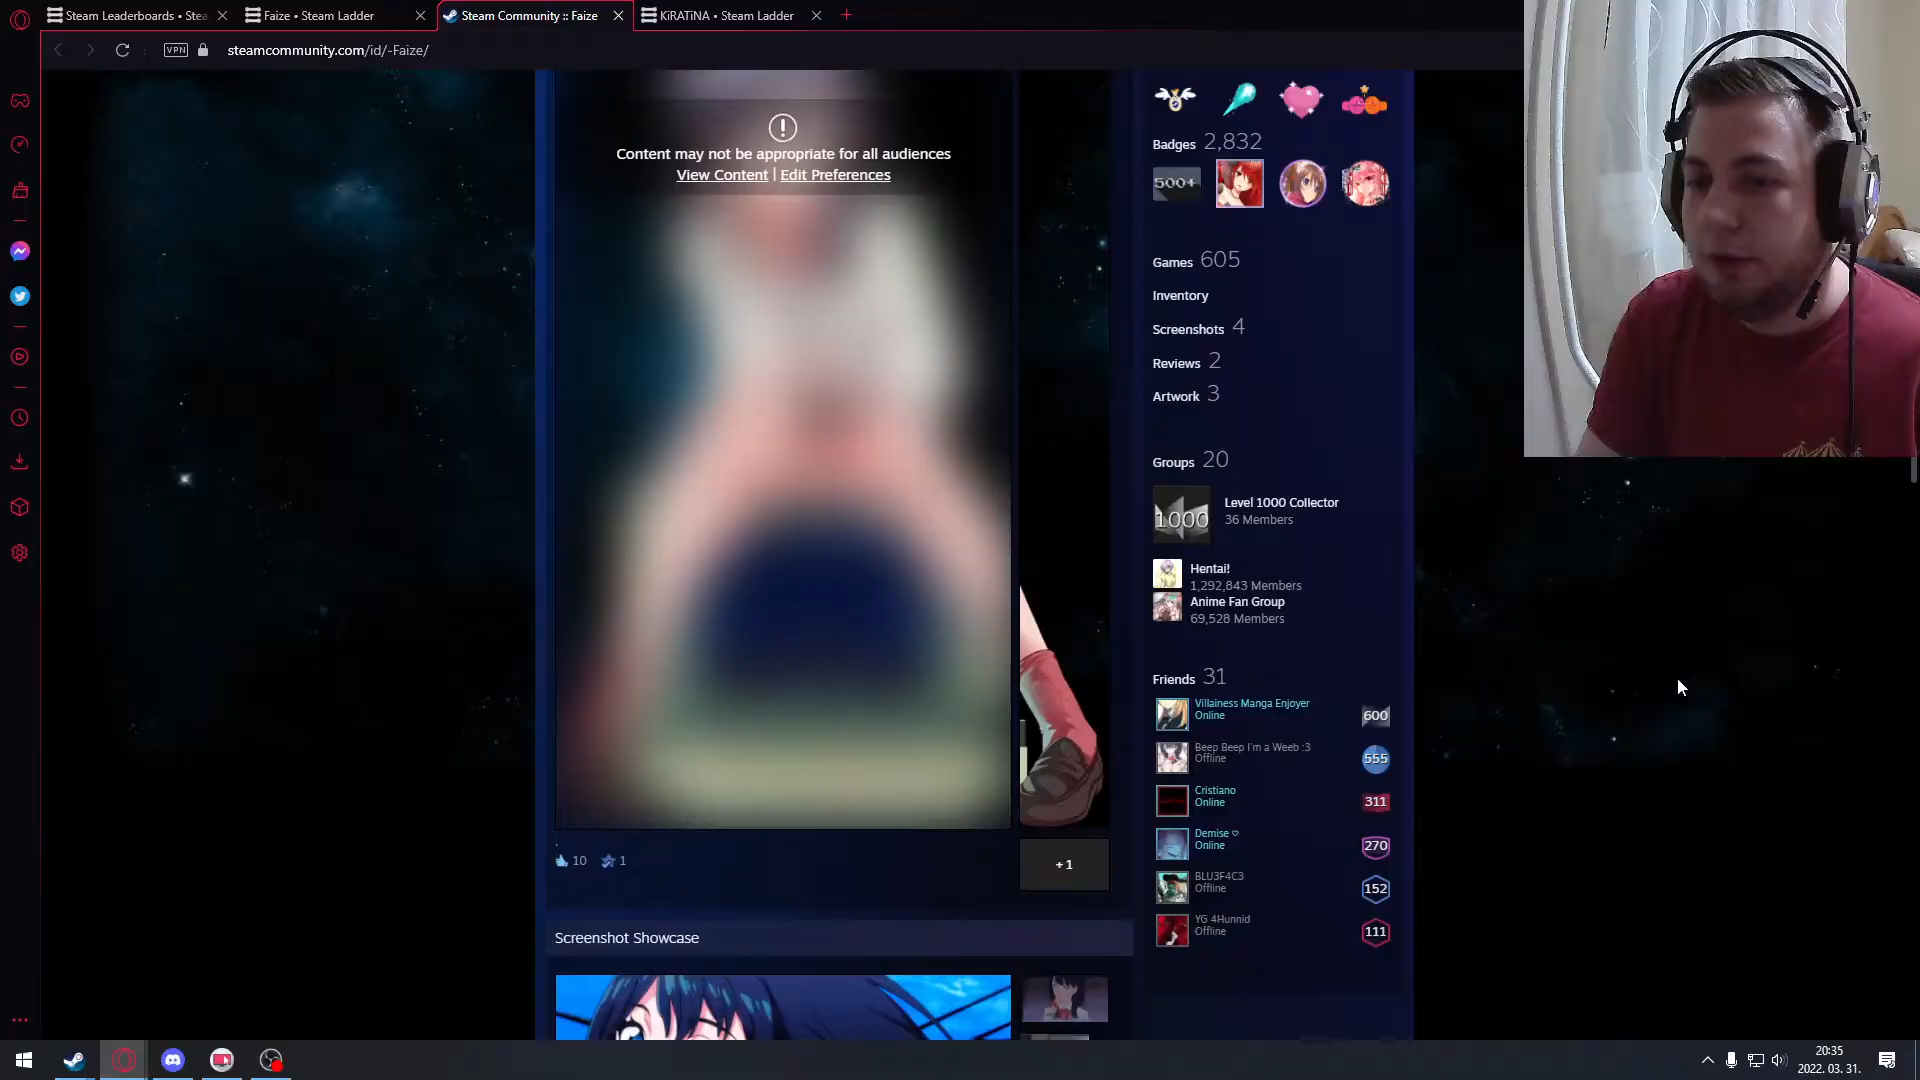 Steam Leaderboards • Stea
Faize • Steam Ladder
Steam Community :: Faize
KiRATiNA • Steam Ladder
VPN
steamcommunity.com/id/-Faize/
Content may not be appropriate for all audiences
View Content | Edit Preferences
10
1
+1
Screenshot Showcase
Badges 2,832
500+
Games 605
Inventory
Screenshots 4
Reviews 2
Artwork 3
Groups 20
1000
Level 1000 Collector
36 Members
Hentai!
1,292,843 Members
Anime Fan Group
69,528 Members
Friends 31
Villainess Manga Enjoyer
Online
600
Beep Beep I'm a Weeb :3
Offline
555
Cristiano
Online
311
Demise ♡
Online
270
BLU3F4C3
Offline
152
YG 4Hunnid
Offline
111
20:35
2022. 03. 31.